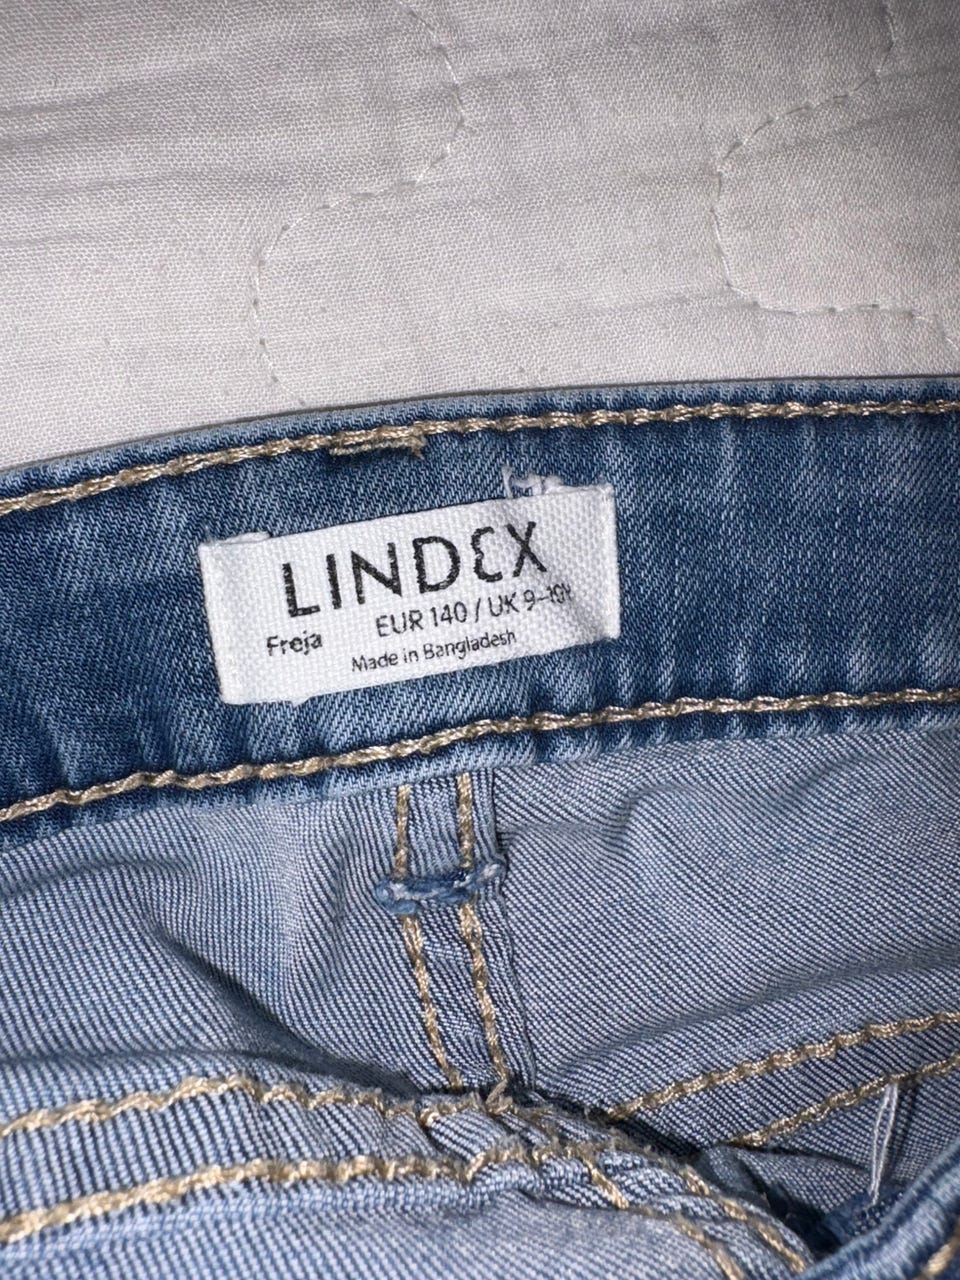 LINDEX
Freja EUR 140 / UK 9-10Y
Made in Bangladesh